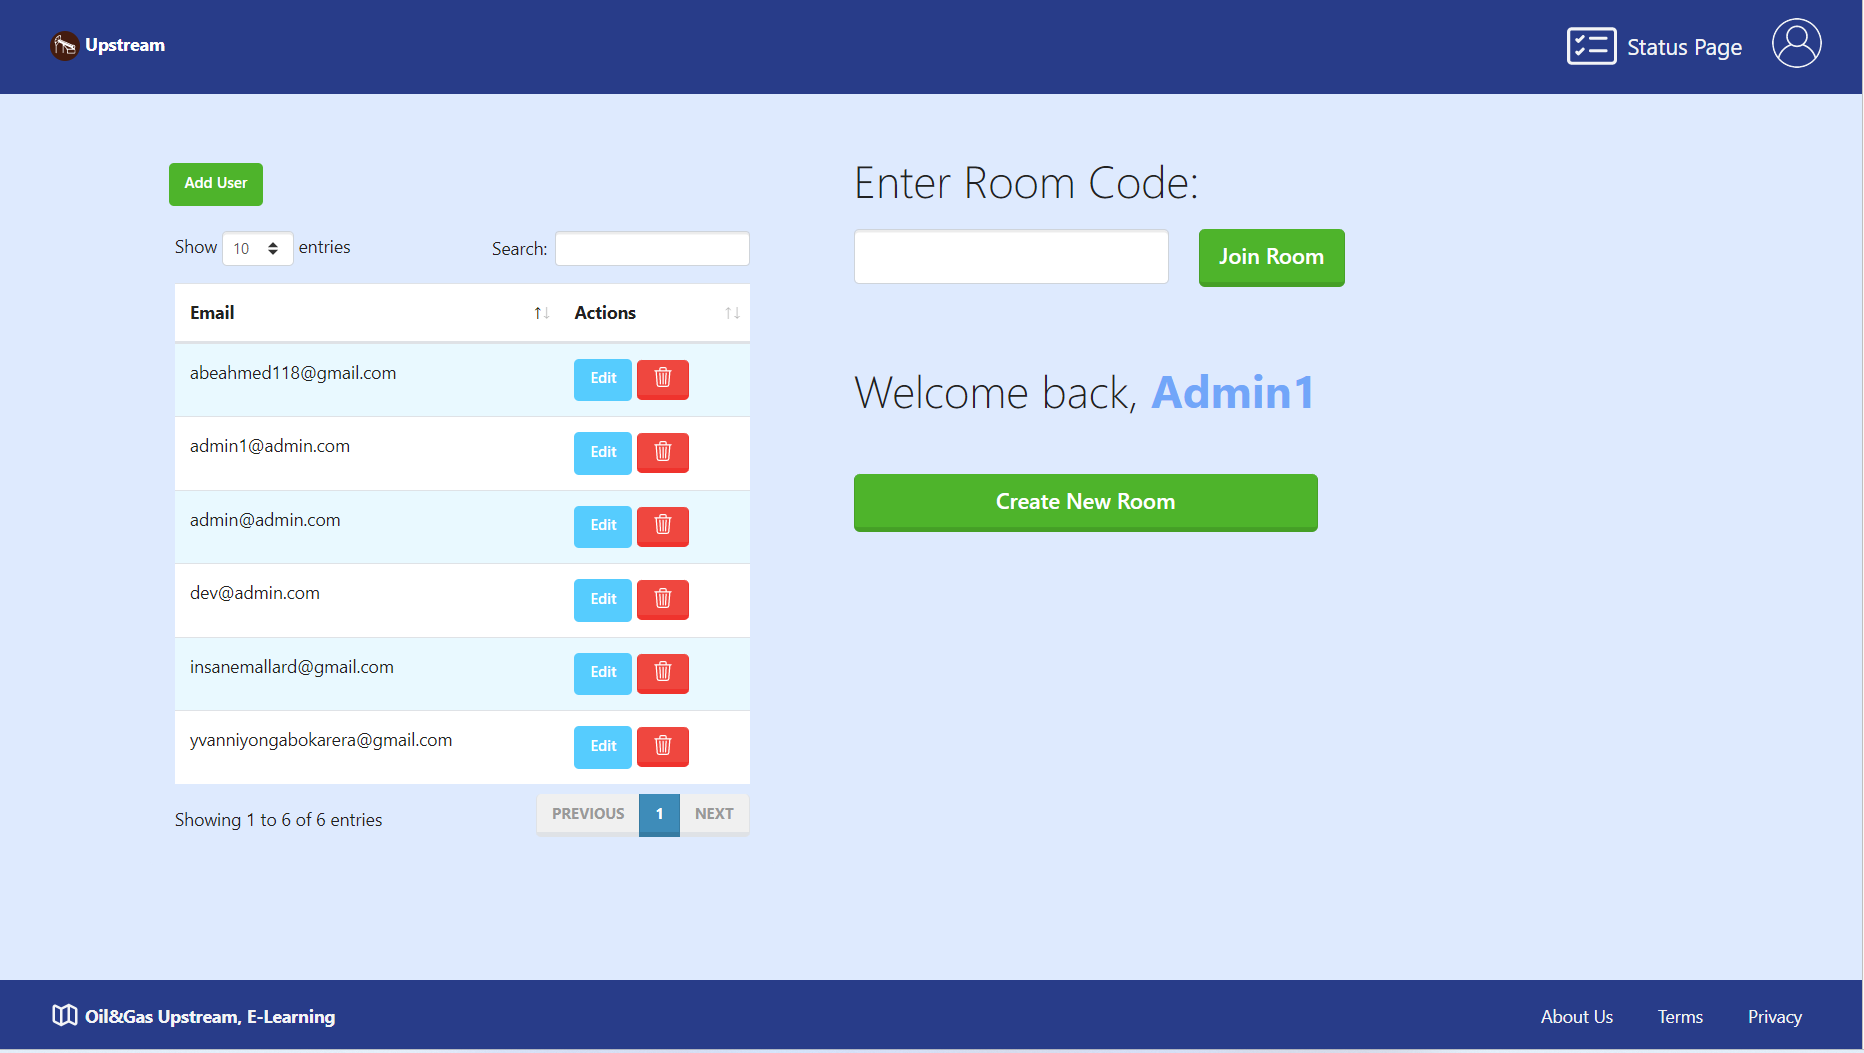 Upstream
Status Page
Add User
Show 10 entries
Search:
Email
Actions
abeahmed118@gmail.com
Edit
admin1@admin.com
Edit
admin@admin.com
Edit
dev@admin.com
Edit
insanemallard@gmail.com
Edit
yvanniyongabokarera@gmail.com
Edit
Showing 1 to 6 of 6 entries
PREVIOUS 1 NEXT
Enter Room Code:
Join Room
Welcome back, Admin1
Create New Room
Oil&Gas Upstream, E-Learning
About Us
Terms
Privacy